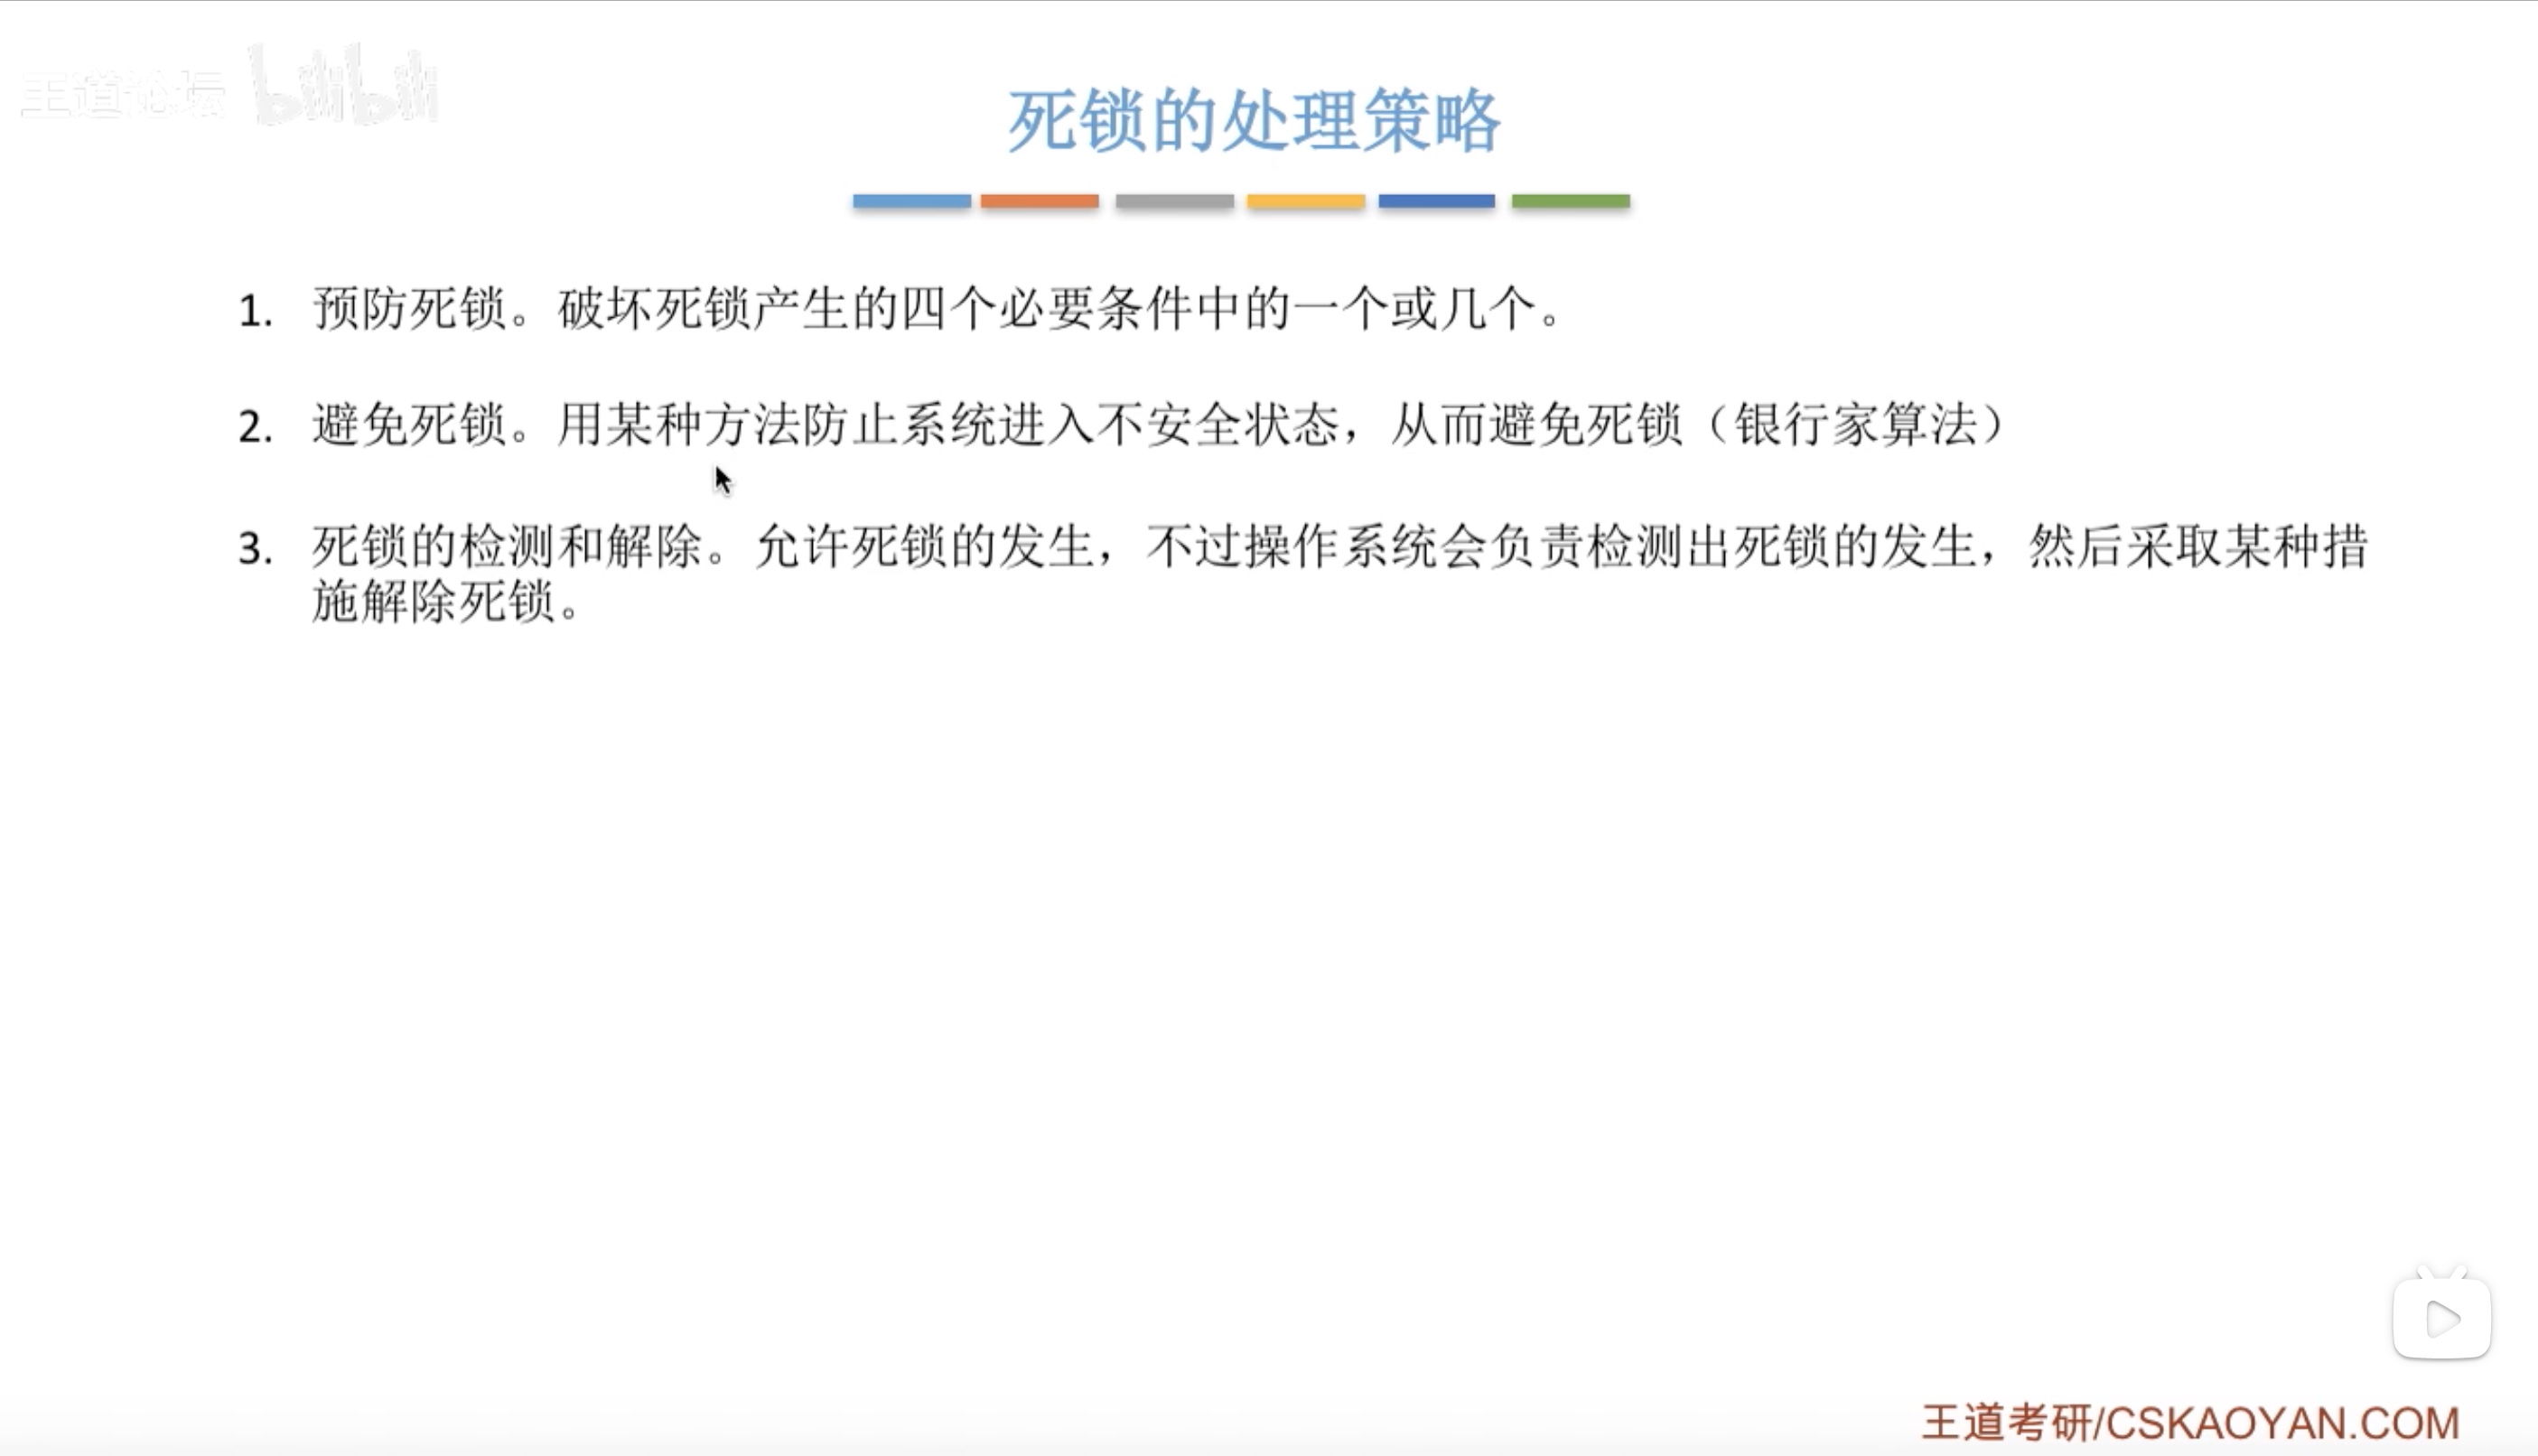 王道论坛 bilibili
死锁的处理策略
1. 预防死锁。破坏死锁产生的四个必要条件中的一个或几个。
2. 避免死锁。用某种方法防止系统进入不安全状态，从而避免死锁（银行家算法）
3. 死锁的检测和解除。允许死锁的发生，不过操作系统会负责检测出死锁的发生，然后采取某种措
施解除死锁。
王道考研/CSKAOYAN.COM